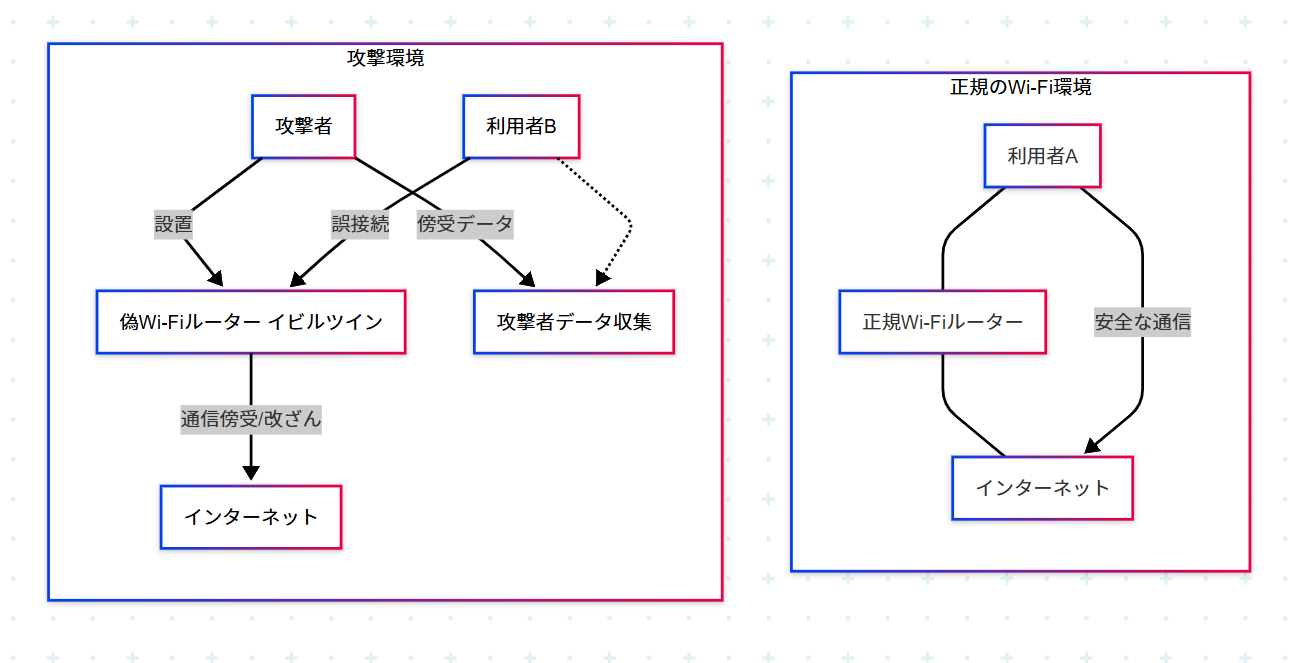 攻撃環境
攻撃者
利用者B
設置
誤接続
傍受データ
偽Wi-Fiルーター イビルツイン
攻撃者データ収集
通信傍受/改ざん
インターネット
正規のWi-Fi環境
利用者A
正規Wi-Fiルーター
安全な通信
インターネット